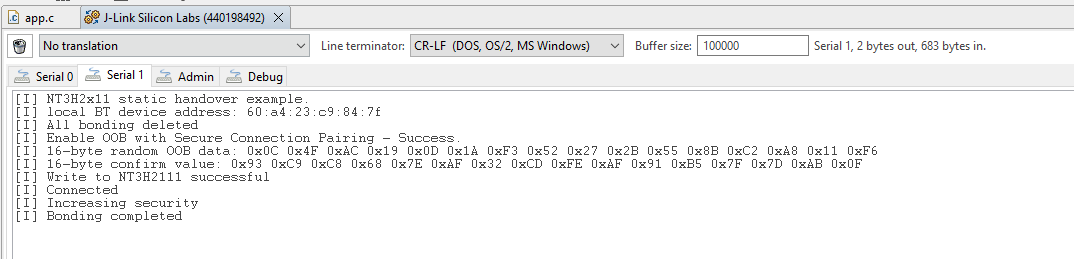 app.c J-Link Silicon Labs (440198492)
No translation Line terminator: CR-LF (DOS, OS/2, MS Windows) Buffer size: 100000 Serial 1, 2 bytes out, 683 bytes in.
Serial 0 Serial 1 Admin Debug
[I] NT3H2x11 static handover example.
[I] local BT device address: 60:a4:23:c9:84:7f
[I] All bonding deleted
[I] Enable OOB with Secure Connection Pairing - Success.
[I] 16-byte random OOB data: 0x0C 0x4F 0xAC 0x19 0x0D 0x1A 0xF3 0x52 0x27 0x2B 0x55 0x8B 0xC2 0xA8 0x11 0xF6
[I] 16-byte confirm value: 0x93 0xC9 0xC8 0x68 0x7E 0xAF 0x32 0xCD 0xFE 0xAF 0x91 0xB5 0x7F 0x7D 0xAB 0x0F
[I] Write to NT3H2111 successful
[I] Connected
[I] Increasing security
[I] Bonding completed